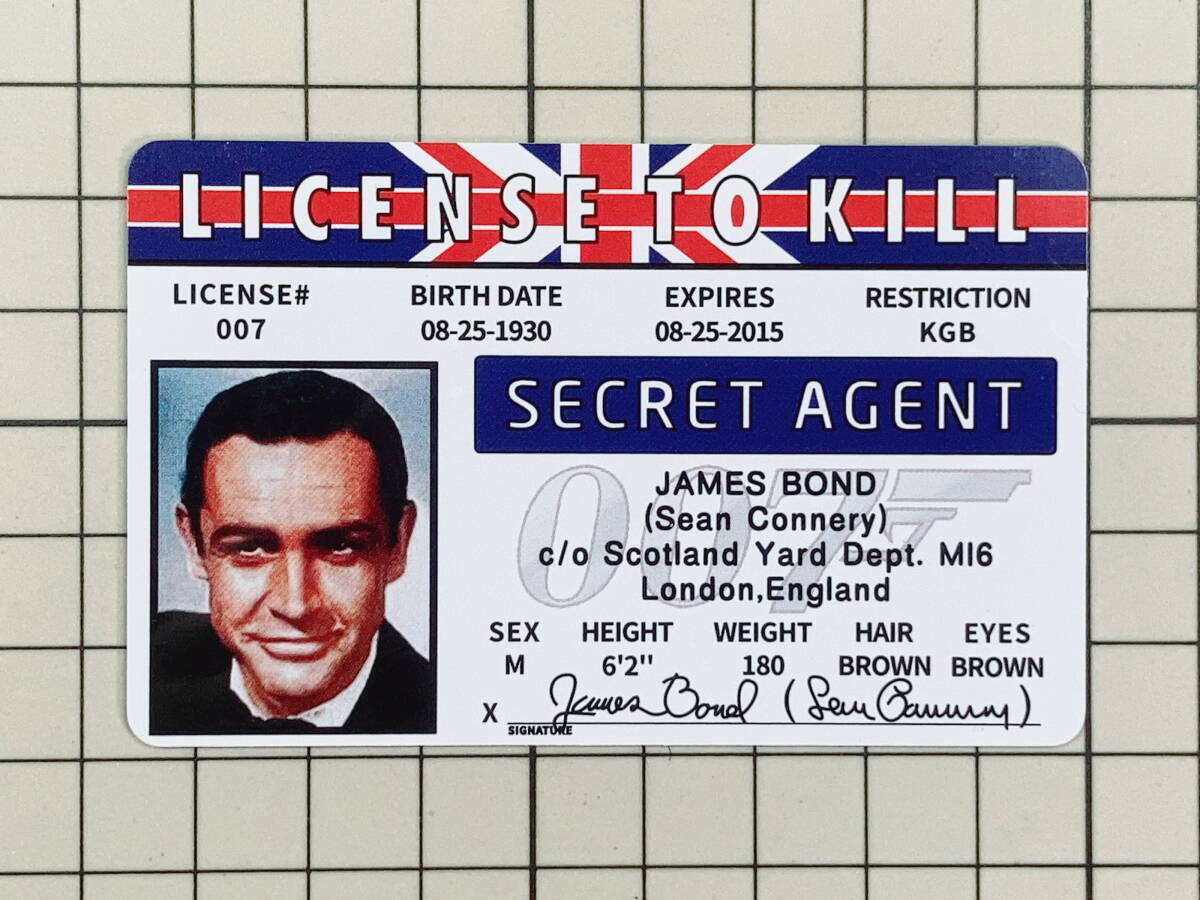 LICENSE TO KILL
LICENSE# BIRTH DATE EXPIRES RESTRICTION
007 08-25-1930 08-25-2015 KGB
SECRET AGENT
007
JAMES BOND
(Sean Connery)
c/o Scotland Yard Dept. MI6
London,England
SEX HEIGHT WEIGHT HAIR EYES
M 6'2" 180 BROWN BROWN
X James Bond (Sean Connery)
SIGNATURE